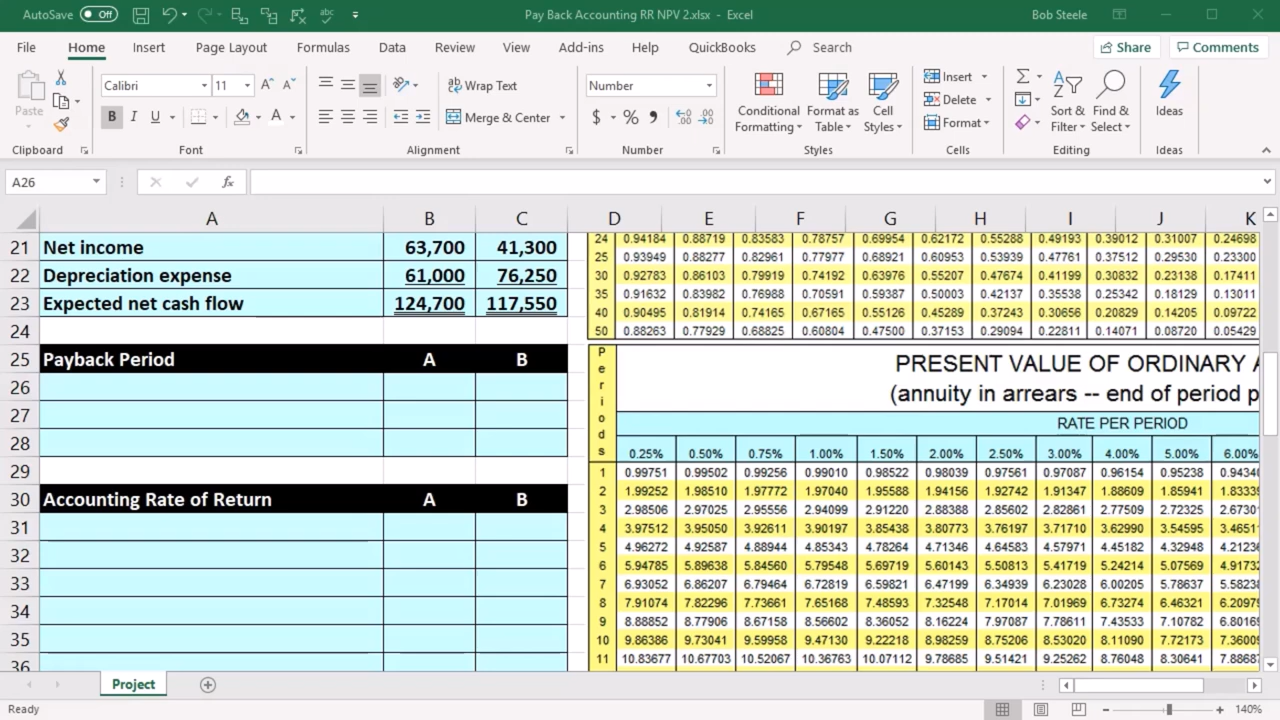 AutoSave Off Pay Back Accounting RR NPV 2.xlsx - Excel Bob Steele
File Home Insert Page Layout Formulas Data Review View Add-ins Help QuickBooks Search Share Comments
Calibri 11 Wrap Text Number Insert
Paste B I U Merge & Center $ % Conditional Formatting Format as Table Cell Styles Delete Format Sort & Filter Find & Select Ideas
Clipboard Font Alignment Number Styles Cells Editing Ideas
A26 fx
A B C D E F G H I J K
21 Net income 63,700 41,300
22 Depreciation expense 61,000 76,250
23 Expected net cash flow 124,700 117,550
24
25 Payback Period A B
26
27
28
29
30 Accounting Rate of Return A B
31
32
33
34
35
36
24 0.94184 0.88719 0.83583 0.78757 0.69954 0.62172 0.55288 0.49193 0.39012 0.31007 0.24698
25 0.93949 0.88277 0.82961 0.77977 0.68921 0.60953 0.53939 0.47761 0.37512 0.29530 0.23300
30 0.92783 0.86103 0.79919 0.74192 0.63976 0.55207 0.47674 0.41199 0.30832 0.23138 0.17411
35 0.91632 0.83982 0.76988 0.70591 0.59387 0.50003 0.42137 0.35538 0.25342 0.18129 0.13011
40 0.90495 0.81914 0.74165 0.67165 0.55126 0.45289 0.37243 0.30656 0.20829 0.14205 0.09722
50 0.88263 0.77929 0.68825 0.60804 0.47500 0.37153 0.29094 0.22811 0.14071 0.08720 0.05429
Periods
PRESENT VALUE OF ORDINARY A
(annuity in arrears -- end of period p
RATE PER PERIOD
0.25% 0.50% 0.75% 1.00% 1.50% 2.00% 2.50% 3.00% 4.00% 5.00% 6.00%
1 0.99751 0.99502 0.99256 0.99010 0.98522 0.98039 0.97561 0.97087 0.96154 0.95238 0.9434
2 1.99252 1.98510 1.97772 1.97040 1.95588 1.94156 1.92742 1.91347 1.88609 1.85941 1.8333
3 2.98506 2.97025 2.95556 2.94099 2.91220 2.88388 2.85602 2.82861 2.77509 2.72325 2.6730
4 3.97512 3.95050 3.92611 3.90197 3.85438 3.80773 3.76197 3.71710 3.62990 3.54595 3.4651
5 4.96272 4.92587 4.88944 4.85343 4.78264 4.71346 4.64583 4.57971 4.45182 4.32948 4.2123
6 5.94785 5.89638 5.84560 5.79548 5.69719 5.60143 5.50813 5.41719 5.24214 5.07569 4.9173
7 6.93052 6.86207 6.79464 6.72819 6.59821 6.47199 6.34939 6.23028 6.00205 5.78637 5.5823
8 7.91074 7.82296 7.73661 7.65168 7.48593 7.32548 7.17014 7.01969 6.73274 6.46321 6.2097
9 8.88852 8.77906 8.67158 8.56602 8.36052 8.16224 7.97087 7.78611 7.43533 7.10782 6.8016
10 9.86386 9.73041 9.59958 9.47130 9.22218 8.98259 8.75206 8.53020 8.11090 7.72173 7.3600
11 10.83677 10.67703 10.52067 10.36763 10.07112 9.78685 9.51421 9.25262 8.76048 8.30641 7.8868
Project
Ready 140%